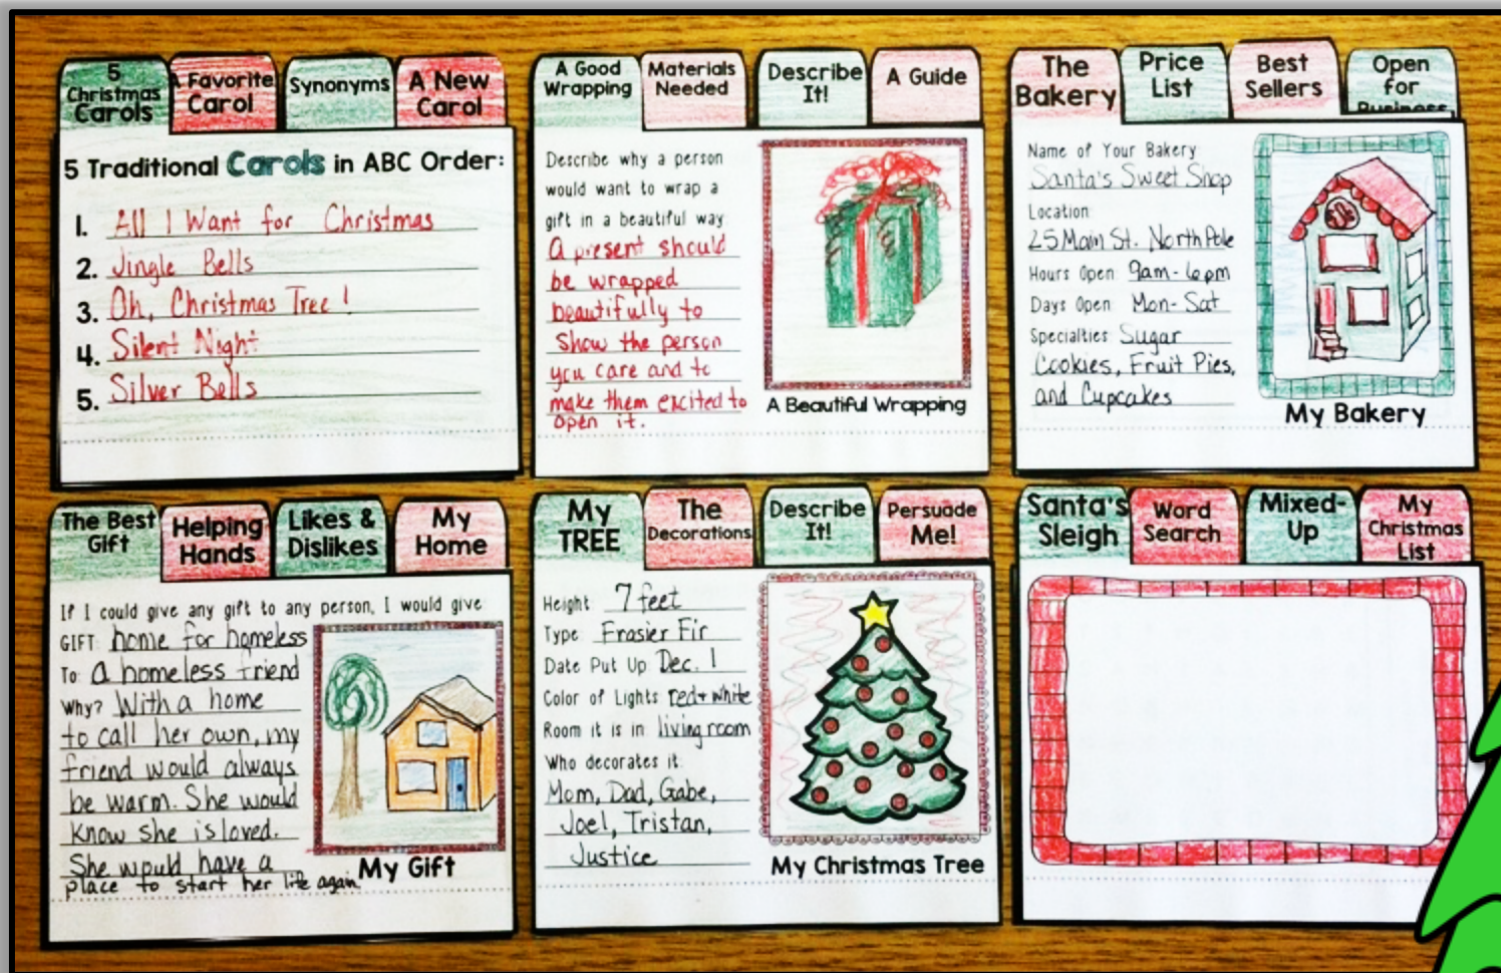 5
Christmas
Carols
A Favorite
Carol
Synonyms
A New
Carol
5 Traditional Carols in ABC Order:
1. All I Want for Christmas
2. Jingle Bells
3. Oh, Christmas Tree!
4. Silent Night
5. Silver Bells
A Good
Wrapping
Materials
Needed
Describe
It!
A Guide
Describe why a person
would want to wrap a
gift in a beautiful way
A present should
be wrapped
beautifully to
Show the person
you care and to
make them excited to
open it.
A Beautiful Wrapping
The
Bakery
Price
List
Best
Sellers
Open
for
Business
Name of Your Bakery
Santa's Sweet Shop
Location:
25 Main St. North Pole
Hours Open: 9am-6pm
Days Open: Mon-Sat
Specialties: Sugar
Cookies, Fruit Pies,
and Cupcakes
My Bakery
The Best
Gift
Helping
Hands
Likes &
Dislikes
My
Home
If I could give any gift to any person, I would give
GIFT: home for homeless
To: A homeless friend
Why? With a home
to call her own, my
friend would always
be warm. She would
know she is loved.
She would have a
place to start her life again.
My Gift
My
TREE
The
Decorations
Describe
It!
Persuade
Me!
Height: 7 feet
Type: Frasier Fir
Date Put Up: Dec. 1
Color of Lights: red + white
Room it is in: living room
Who decorates it:
Mom, Dad, Gabe,
Joel, Tristan,
Justice
My Christmas Tree
Santa's
Sleigh
Word
Search
Mixed-
Up
My
Christmas
List